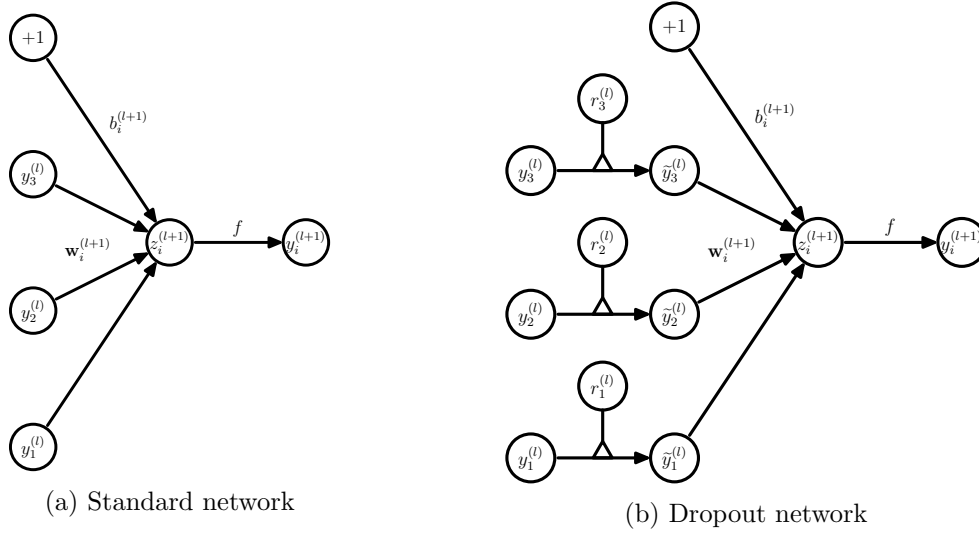 +1
b_i^{(l+1)}
y_3^{(l)}
w_i^{(l+1)}
z_i^{(l+1)}
f
y_i^{(l+1)}
y_2^{(l)}
y_1^{(l)}
(a) Standard network
+1
b_i^{(l+1)}
r_3^{(l)}
y_3^{(l)}
ỹ_3^{(l)}
r_2^{(l)}
w_i^{(l+1)}
z_i^{(l+1)}
f
y_i^{(l+1)}
y_2^{(l)}
ỹ_2^{(l)}
r_1^{(l)}
y_1^{(l)}
ỹ_1^{(l)}
(b) Dropout network